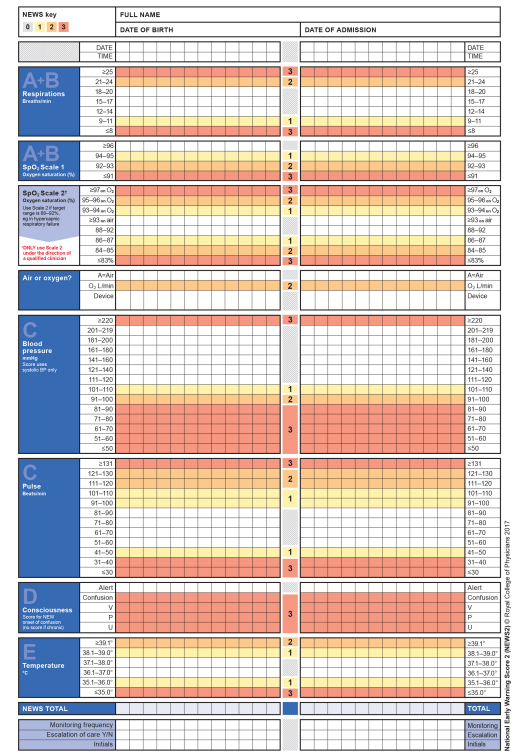 NEWS key
0 1 2 3
FULL NAME
DATE OF BIRTH
DATE OF ADMISSION
DATE
TIME
DATE
TIME
A+B
Respirations
Breaths/min
≥25 3 ≥25
21–24 2 21–24
18–20 18–20
15–17 15–17
12–14 12–14
9–11 1 9–11
≤8 3 ≤8
A+B
SpO₂ Scale 1
Oxygen saturation (%)
≥96 ≥96
94–95 1 94–95
92–93 2 92–93
≤91 3 ≤91
SpO₂ Scale 2†
Oxygen saturation (%)
Use Scale 2 if target
range is 88–92%,
eg in hypercapnic
respiratory failure
†ONLY use Scale 2
under the direction of
a qualified clinician
≥97 on O₂ 3 ≥97 on O₂
95–96 on O₂ 2 95–96 on O₂
93–94 on O₂ 1 93–94 on O₂
≥93 on air ≥93 on air
88–92 88–92
86–87 1 86–87
84–85 2 84–85
≤83% 3 ≤83%
Air or oxygen?
A=Air A=Air
O₂ L/min 2 O₂ L/min
Device Device
C
Blood
pressure
mmHg
Score uses
systolic BP only
≥220 3 ≥220
201–219 201–219
181–200 181–200
161–180 161–180
141–160 141–160
121–140 121–140
111–120 111–120
101–110 1 101–110
91–100 2 91–100
81–90 81–90
71–80 71–80
61–70 3 61–70
51–60 51–60
≤50 ≤50
C
Pulse
Beats/min
≥131 3 ≥131
121–130 2 121–130
111–120 111–120
101–110 1 101–110
91–100 91–100
81–90 81–90
71–80 71–80
61–70 61–70
51–60 51–60
41–50 1 41–50
31–40 3 31–40
≤30 ≤30
D
Consciousness
Score for NEW
onset of confusion
(no score if chronic)
Alert Alert
Confusion Confusion
V 3 V
P P
U U
E
Temperature
°C
≥39.1° 2 ≥39.1°
38.1–39.0° 1 38.1–39.0°
37.1–38.0° 37.1–38.0°
36.1–37.0° 36.1–37.0°
35.1–36.0° 1 35.1–36.0°
≤35.0° 3 ≤35.0°
NEWS TOTAL TOTAL
Monitoring frequency Monitoring
Escalation of care Y/N Escalation
Initials Initials
National Early Warning Score 2 (NEWS2) © Royal College of Physicians 2017